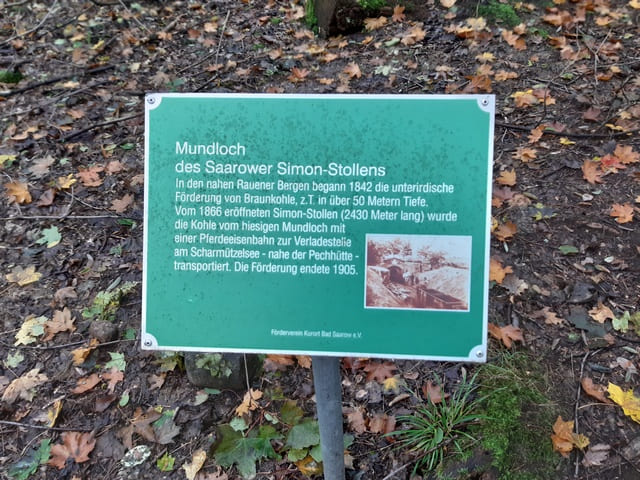 Mundloch
des Saarower Simon-Stollens
In den nahen Rauener Bergen begann 1842 die unterirdische
Förderung von Braunkohle, z.T. in über 50 Metern Tiefe.
Vom 1866 eröffneten Simon-Stollen (2430 Meter lang) wurde
die Kohle vom hiesigen Mundloch mit
einer Pferdeeisenbahn zur Verladestelle
am Scharmützelsee - nahe der Pechhütte -
transportiert. Die Förderung endete 1905.
Förderverein Kurort Bad Saarow e.V.